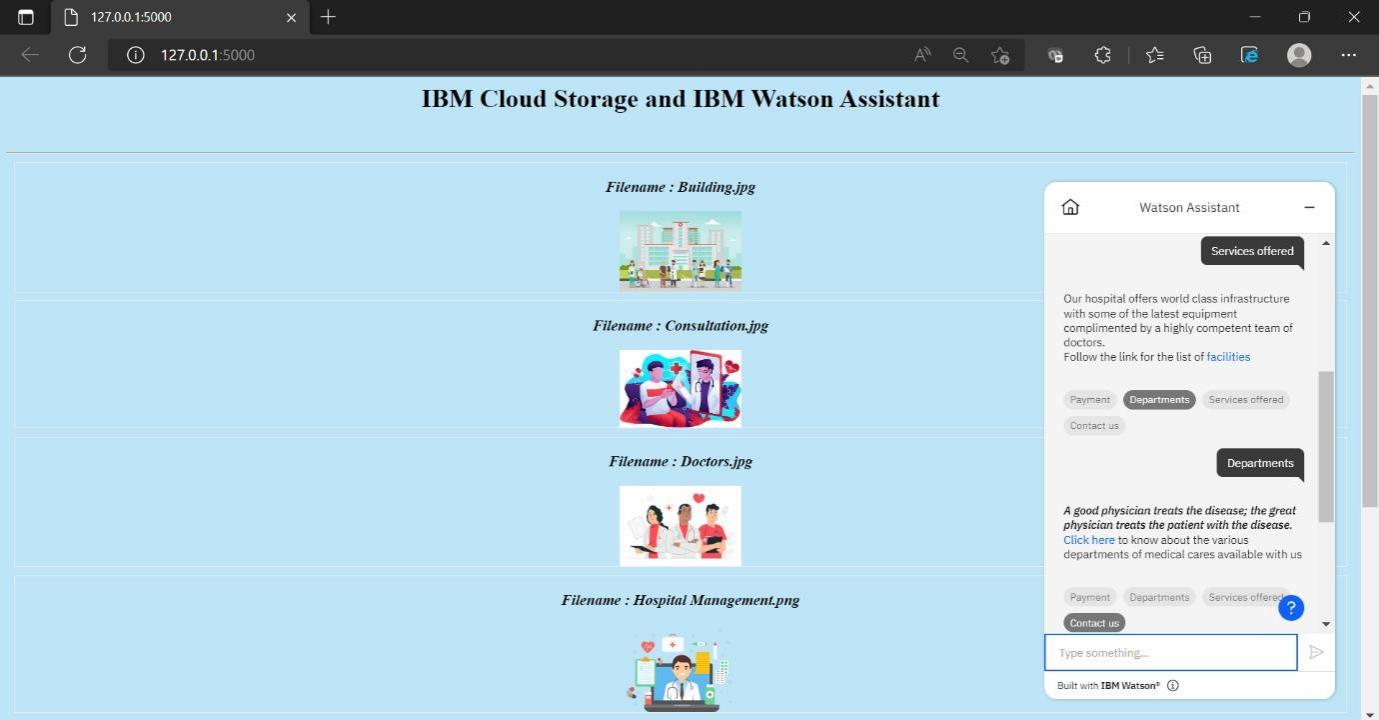 127.0.0.1:5000
127.0.0.1:5000
IBM Cloud Storage and IBM Watson Assistant
Filename : Building.jpg
Filename : Consultation.jpg
Filename : Doctors.jpg
Filename : Hospital Management.png
Watson Assistant
Services offered
Our hospital offers world class infrastructure
with some of the latest equipment
complimented by a highly competent team of
doctors.
Follow the link for the list of facilities
Payment Departments Services offered
Contact us
Departments
A good physician treats the disease; the great
physician treats the patient with the disease.
Click here to know about the various
departments of medical cares available with us
Payment Departments Services offered
?
Contact us
Type something...
Built with IBM Watson®